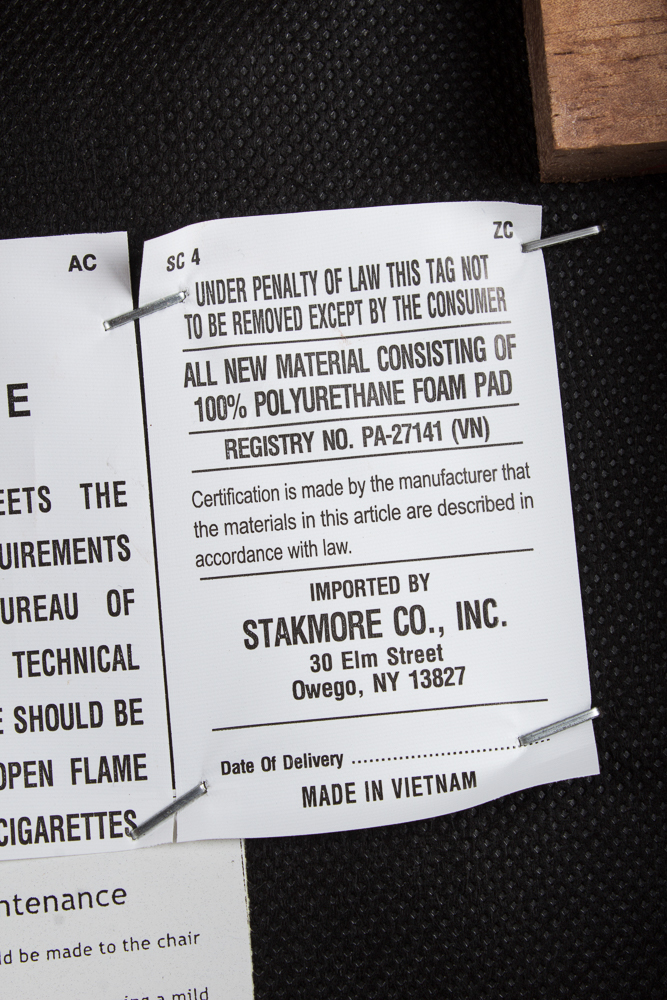 AC
E
THE
OF
TECHNICAL
SHOULD BE
OPEN FLAME
CIGARETTES
SC 4
ZC
UNDER PENALTY OF LAW THIS TAG NOT
TO BE REMOVED EXCEPT BY THE CONSUMER
ALL NEW MATERIAL CONSISTING OF
100% POLYURETHANE FOAM PAD
REGISTRY NO. PA-27141 (VN)
Certification is made by the manufacturer that
the materials in this article are described in
accordance with law.
IMPORTED BY
STAKMORE CO., INC.
30 Elm Street
Owego, NY 13827
Date Of Delivery
MADE IN VIETNAM
ntenance
ld be made to the chair
a mild